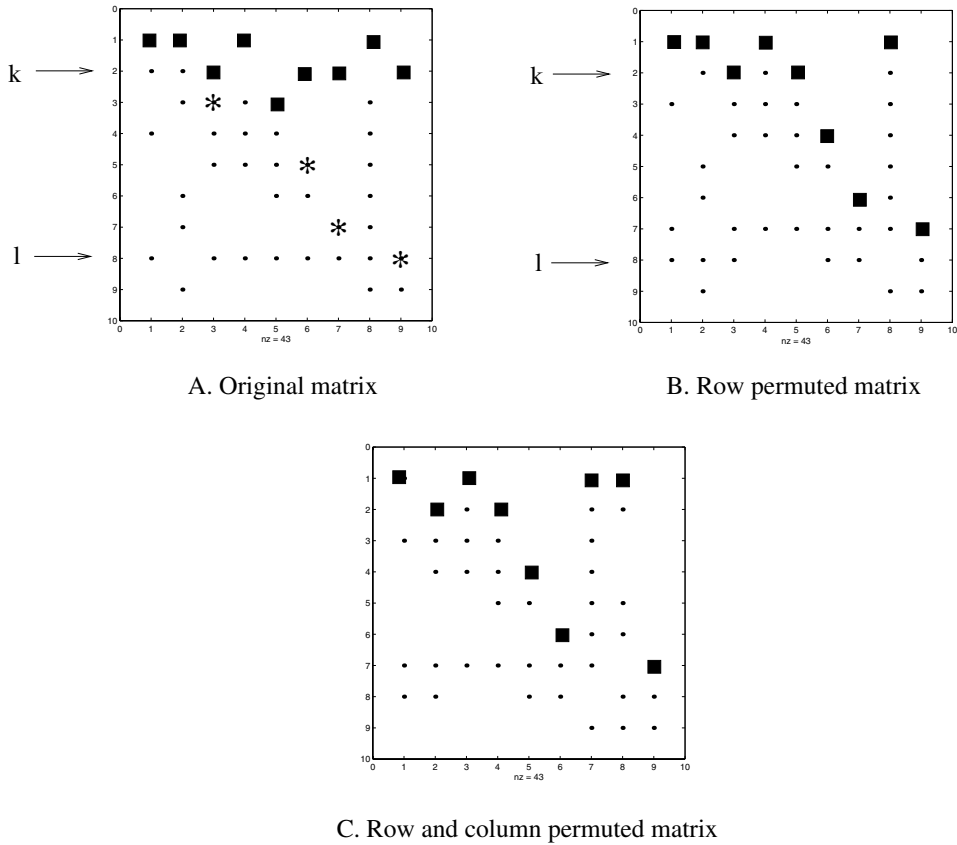 0
1
k
2
3
4
5
6
7
l
8
9
10
0 1 2 3 4 5 6 7 8 9 10
nz = 43
A. Original matrix
0
1
k
2
3
4
5
6
7
l
8
9
10
0 1 2 3 4 5 6 7 8 9 10
nz = 43
B. Row permuted matrix
0
1
2
3
4
5
6
7
8
9
10
0 1 2 3 4 5 6 7 8 9 10
nz = 43
C. Row and column permuted matrix